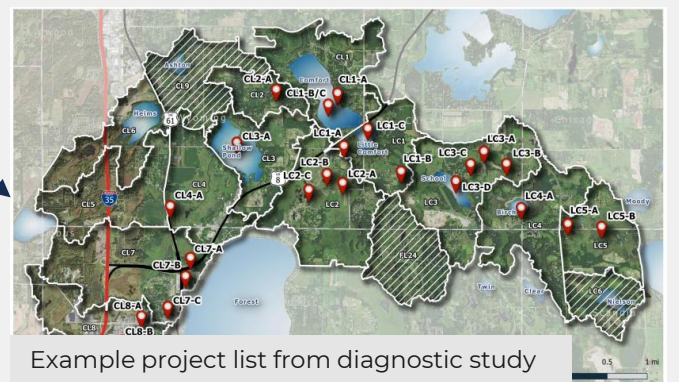 CL1
Ashton
CL9
CL2-A
Comfort
CL1-A
CL2
CL1-B/C
Helms
61
CL6
CL3-A
LC1-A
LC1-C
Shallow
Pond
CL3
Little
Comfort
LC1
LC3-A
LC3-C
LC3-B
LC2-B
LC1-B
8
LC2-C
LC2-A
School
LC3-D
CL4
CL4-A
CL5
35
LC2
LC3
Birch
LC4-A
Moody
LC4
LC5-A
LC5-B
LC5
CL7
CL7-A
CL7-B
FL24
Twin
Clear
LC6
Nielson
Forest
CL7-C
CL8-A
CL8
CL8-B
0.5
1 mi
Example project list from diagnostic study